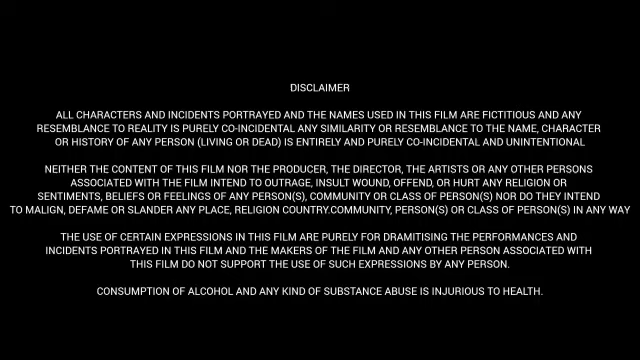 DISCLAIMER
ALL CHARACTERS AND INCIDENTS PORTRAYED AND THE NAMES USED IN THIS FILM ARE FICTITIOUS AND ANY
RESEMBLANCE TO REALITY IS PURELY CO-INCIDENTAL ANY SIMILARITY OR RESEMBLANCE TO THE NAME, CHARACTER
OR HISTORY OF ANY PERSON (LIVING OR DEAD) IS ENTIRELY AND PURELY CO-INCIDENTAL AND UNINTENTIONAL
NEITHER THE CONTENT OF THIS FILM NOR THE PRODUCER, THE DIRECTOR, THE ARTISTS OR ANY OTHER PERSONS
ASSOCIATED WITH THE FILM INTEND TO OUTRAGE, INSULT WOUND, OFFEND, OR HURT ANY RELIGION OR
SENTIMENTS, BELIEFS OR FEELINGS OF ANY PERSON(S), COMMUNITY OR CLASS OF PERSON(S) NOR DO THEY INTEND
TO MALIGN, DEFAME OR SLANDER ANY PLACE, RELIGION COUNTRY.COMMUNITY, PERSON(S) OR CLASS OF PERSON(S) IN ANY WAY
THE USE OF CERTAIN EXPRESSIONS IN THIS FILM ARE PURELY FOR DRAMITISING THE PERFORMANCES AND
INCIDENTS PORTRAYED IN THIS FILM AND THE MAKERS OF THE FILM AND ANY OTHER PERSON ASSOCIATED WITH
THIS FILM DO NOT SUPPORT THE USE OF SUCH EXPRESSIONS BY ANY PERSON.
CONSUMPTION OF ALCOHOL AND ANY KIND OF SUBSTANCE ABUSE IS INJURIOUS TO HEALTH.